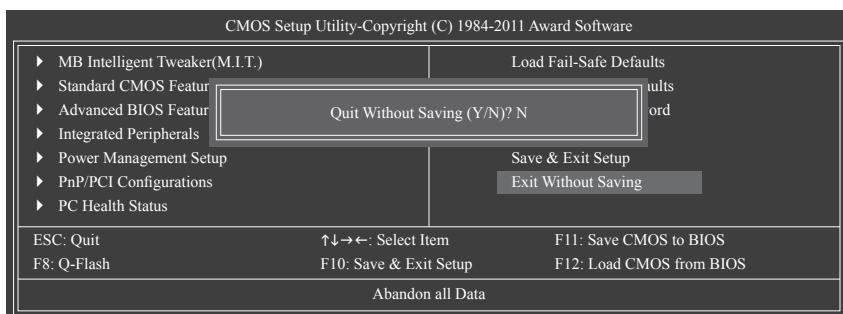 CMOS Setup Utility-Copyright (C) 1984-2011 Award Software
MB Intelligent Tweaker(M.I.T.)
Standard CMOS Featur
Advanced BIOS Featur
Integrated Peripherals
Power Management Setup
PnP/PCI Configurations
PC Health Status
Load Fail-Safe Defaults
ults
ord
Save & Exit Setup
Exit Without Saving
Quit Without Saving (Y/N)? N
ESC: Quit
↑↓→←: Select Item
F11: Save CMOS to BIOS
F8: Q-Flash
F10: Save & Exit Setup
F12: Load CMOS from BIOS
Abandon all Data